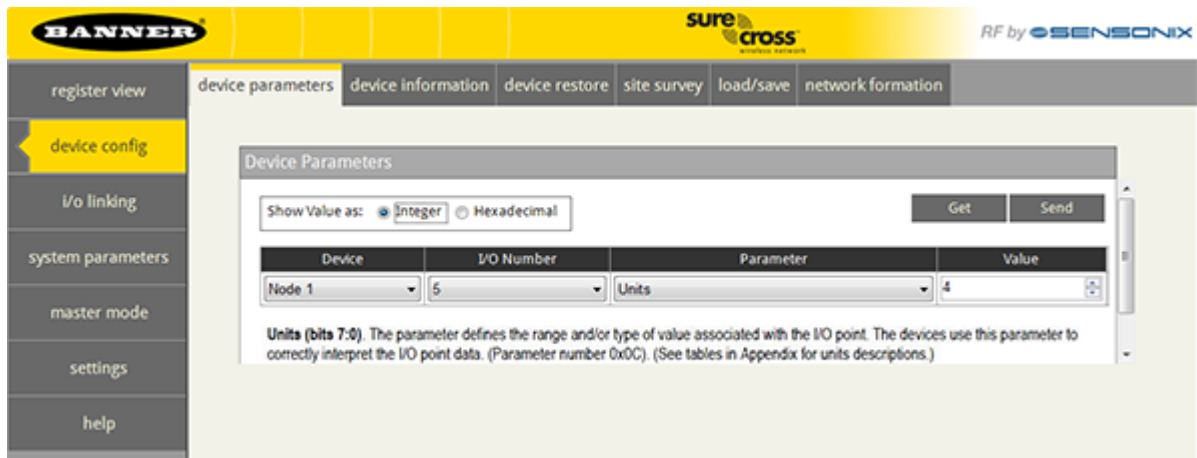 BANNER
sure cross
wireless network
RF by SENSONIX
register view
device config
i/o linking
system parameters
master mode
settings
help
device parameters device information device restore site survey load/save network formation
Device Parameters
Show Value as: Integer Hexadecimal
Get Send
Device I/O Number Parameter Value
Node 1 5 Units 4
Units (bits 7:0). The parameter defines the range and/or type of value associated with the I/O point. The devices use this parameter to
correctly interpret the I/O point data. (Parameter number 0x0C). (See tables in Appendix for units descriptions.)